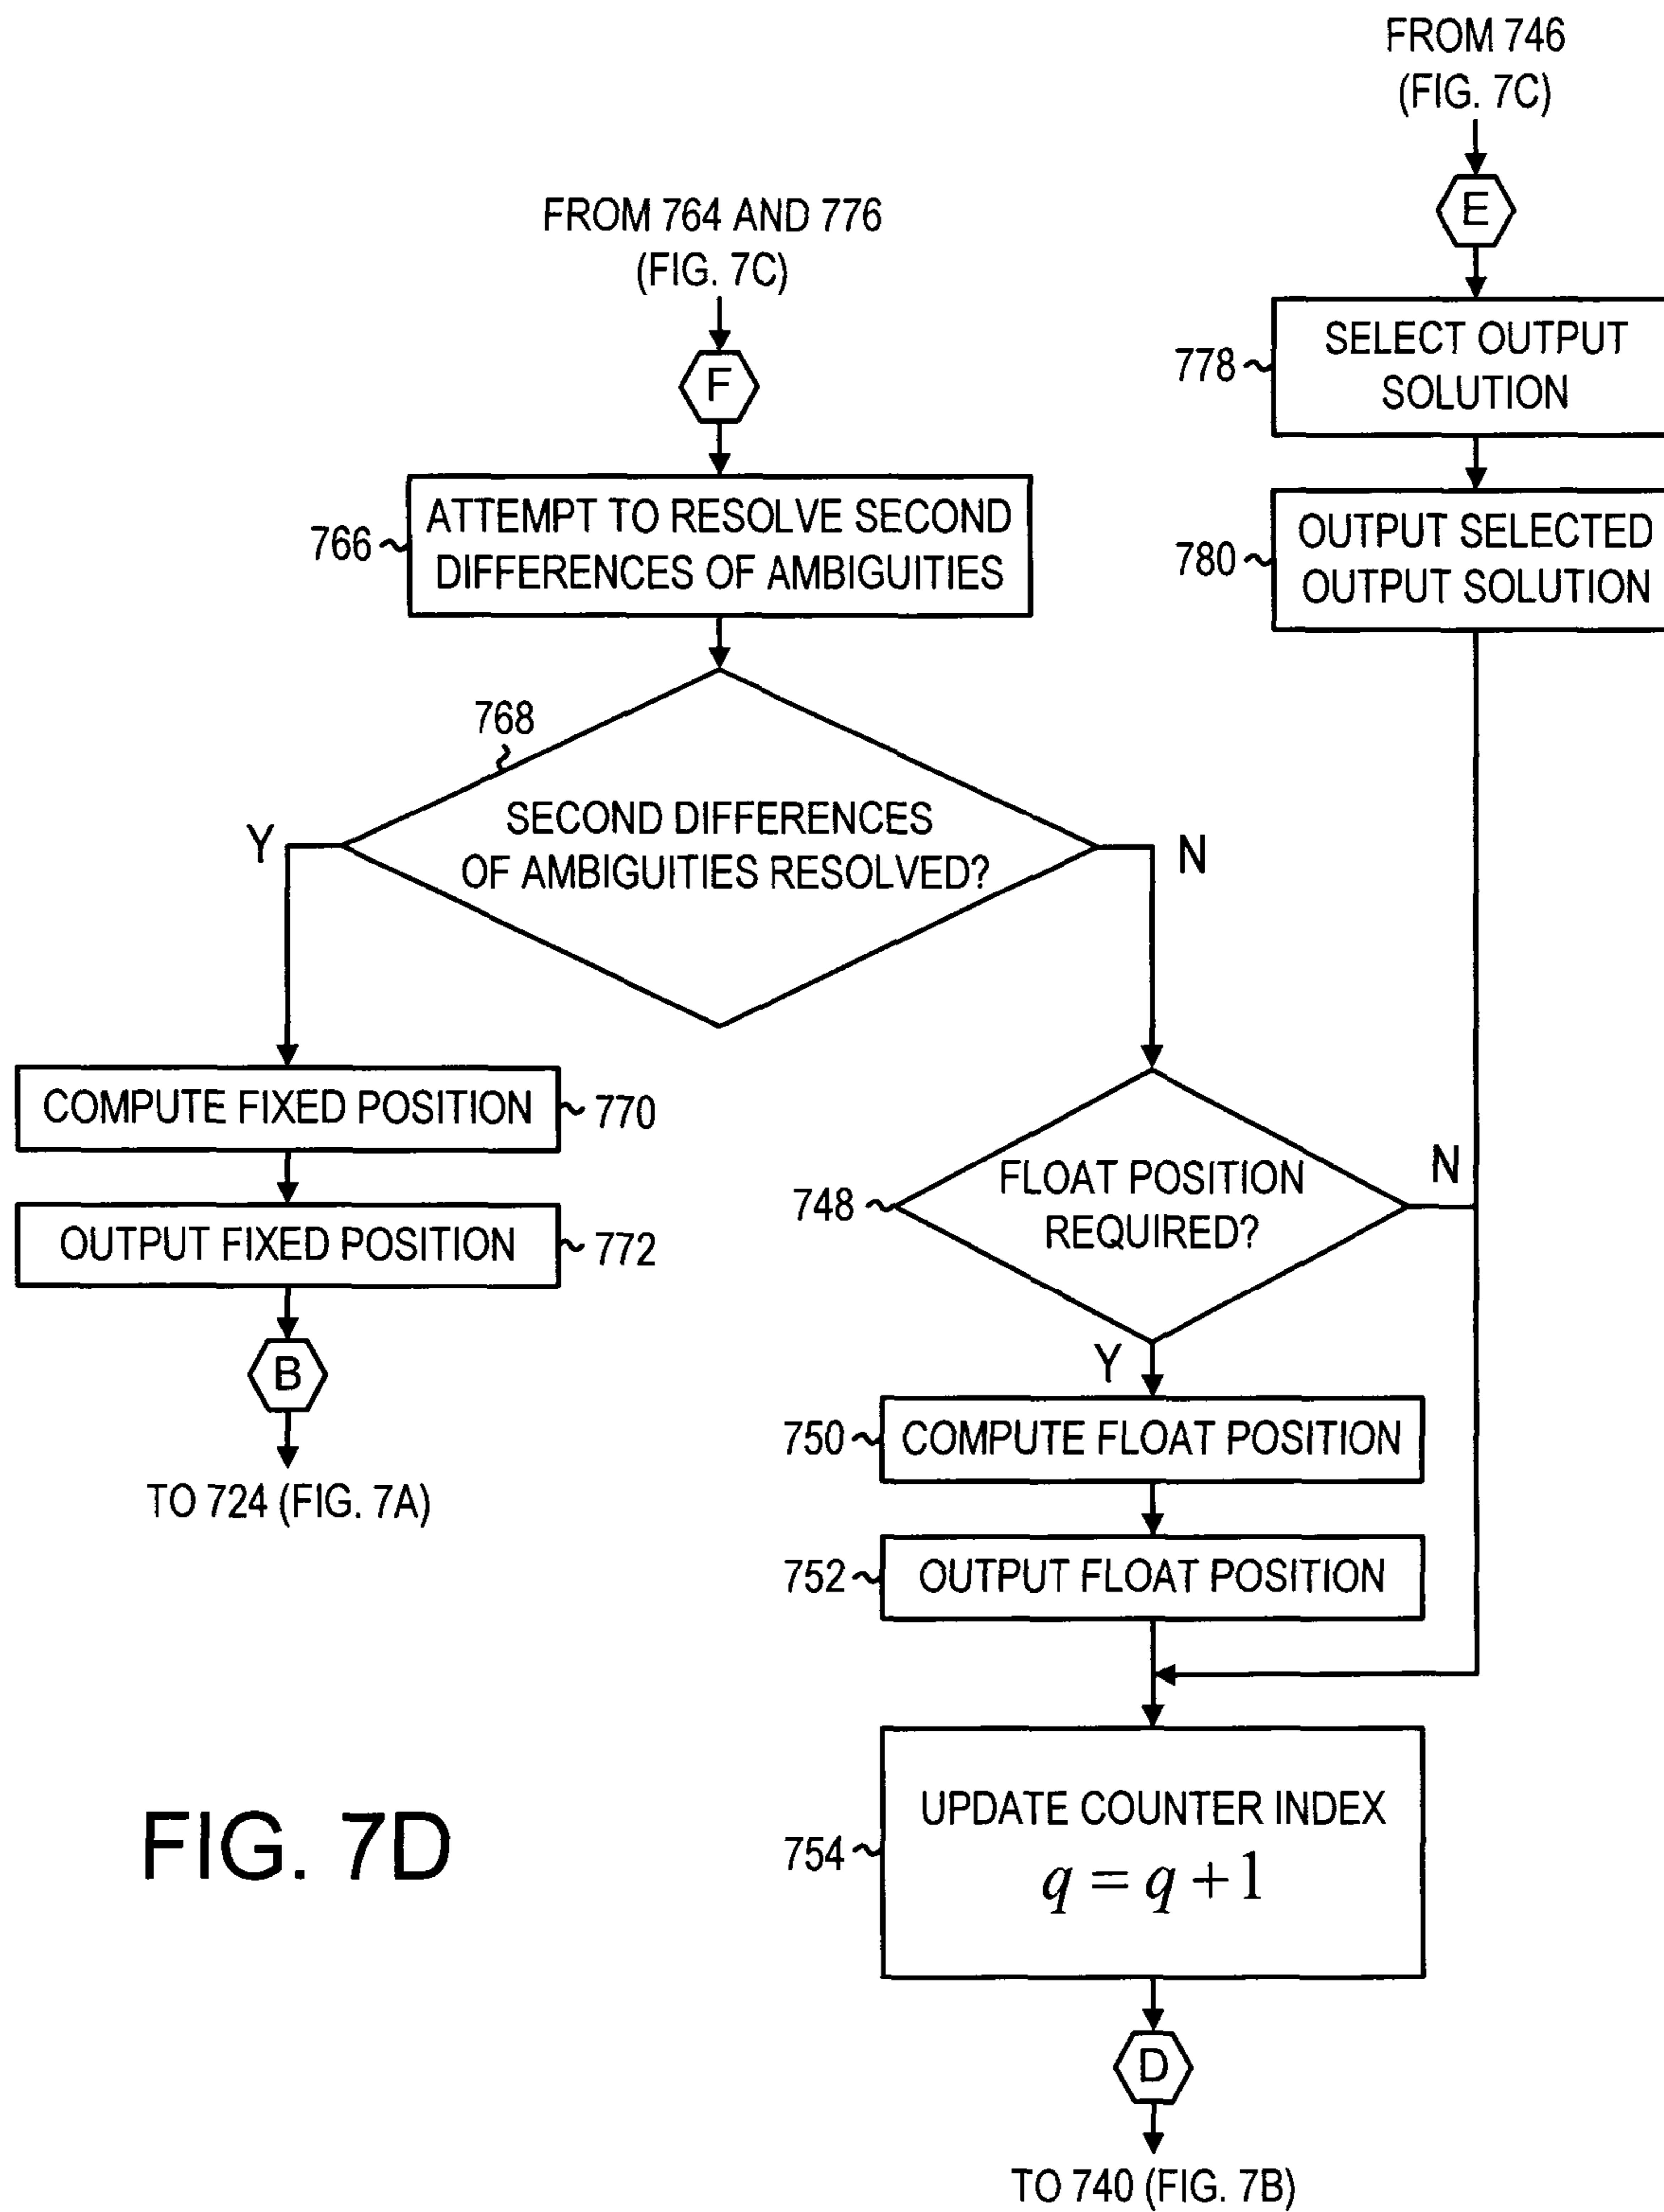 FROM 746
(FIG. 7C)
E
778
SELECT OUTPUT
SOLUTION
780
OUTPUT SELECTED
OUTPUT SOLUTION
FROM 764 AND 776
(FIG. 7C)
F
766
ATTEMPT TO RESOLVE SECOND
DIFFERENCES OF AMBIGUITIES
768
SECOND DIFFERENCES
OF AMBIGUITIES RESOLVED?
Y
N
COMPUTE FIXED POSITION
770
OUTPUT FIXED POSITION
772
B
TO 724 (FIG. 7A)
748
FLOAT POSITION
REQUIRED?
N
Y
750
COMPUTE FLOAT POSITION
752
OUTPUT FLOAT POSITION
754
UPDATE COUNTER INDEX
q = q + 1
D
TO 740 (FIG. 7B)
FIG. 7D